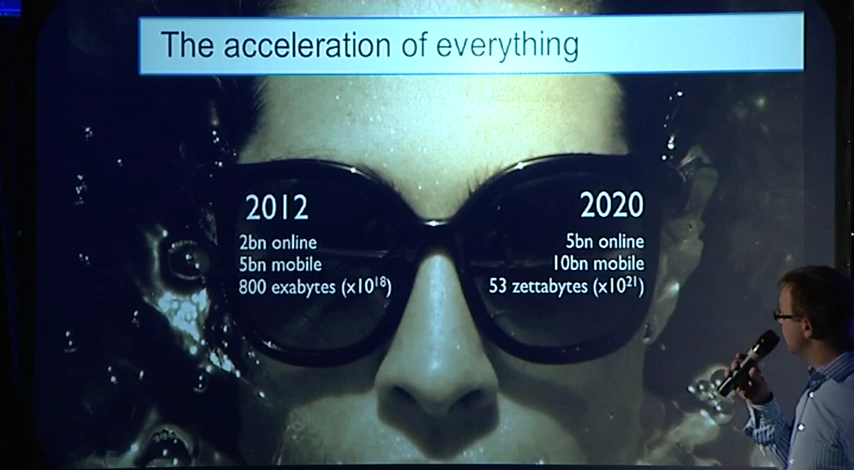 The acceleration of everything
2012
2bn online
5bn mobile
800 exabytes (x10¹⁸)
2020
5bn online
10bn mobile
53 zettabytes (x10²¹)